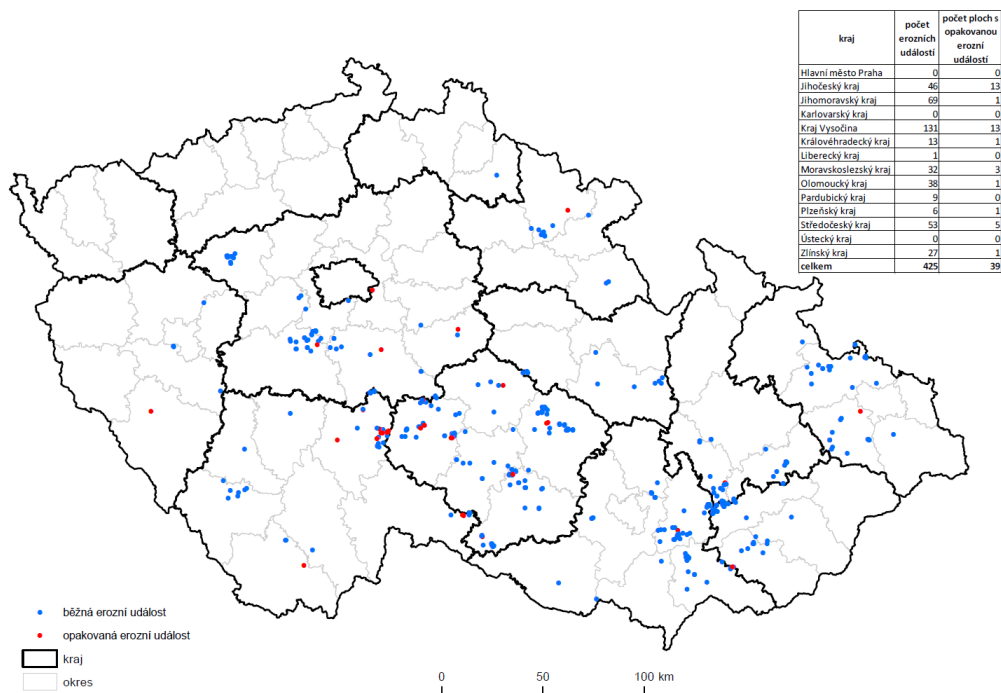 kraj počet erozních událostí počet ploch s opakovanou erozní událostí
Hlavní město Praha 0 0
Jihočeský kraj 46 13
Jihomoravský kraj 69 1
Karlovarský kraj 0 0
Kraj Vysočina 131 13
Královéhradecký kraj 13 1
Liberecký kraj 1 0
Moravskoslezský kraj 32 3
Olomoucký kraj 38 1
Pardubický kraj 9 0
Plzeňský kraj 6 1
Středočeský kraj 53 5
Ústecký kraj 0 0
Zlínský kraj 27 1
celkem 425 39
běžná erozní událost
opakovaná erozní událost
kraj
okres
0 50 100 km